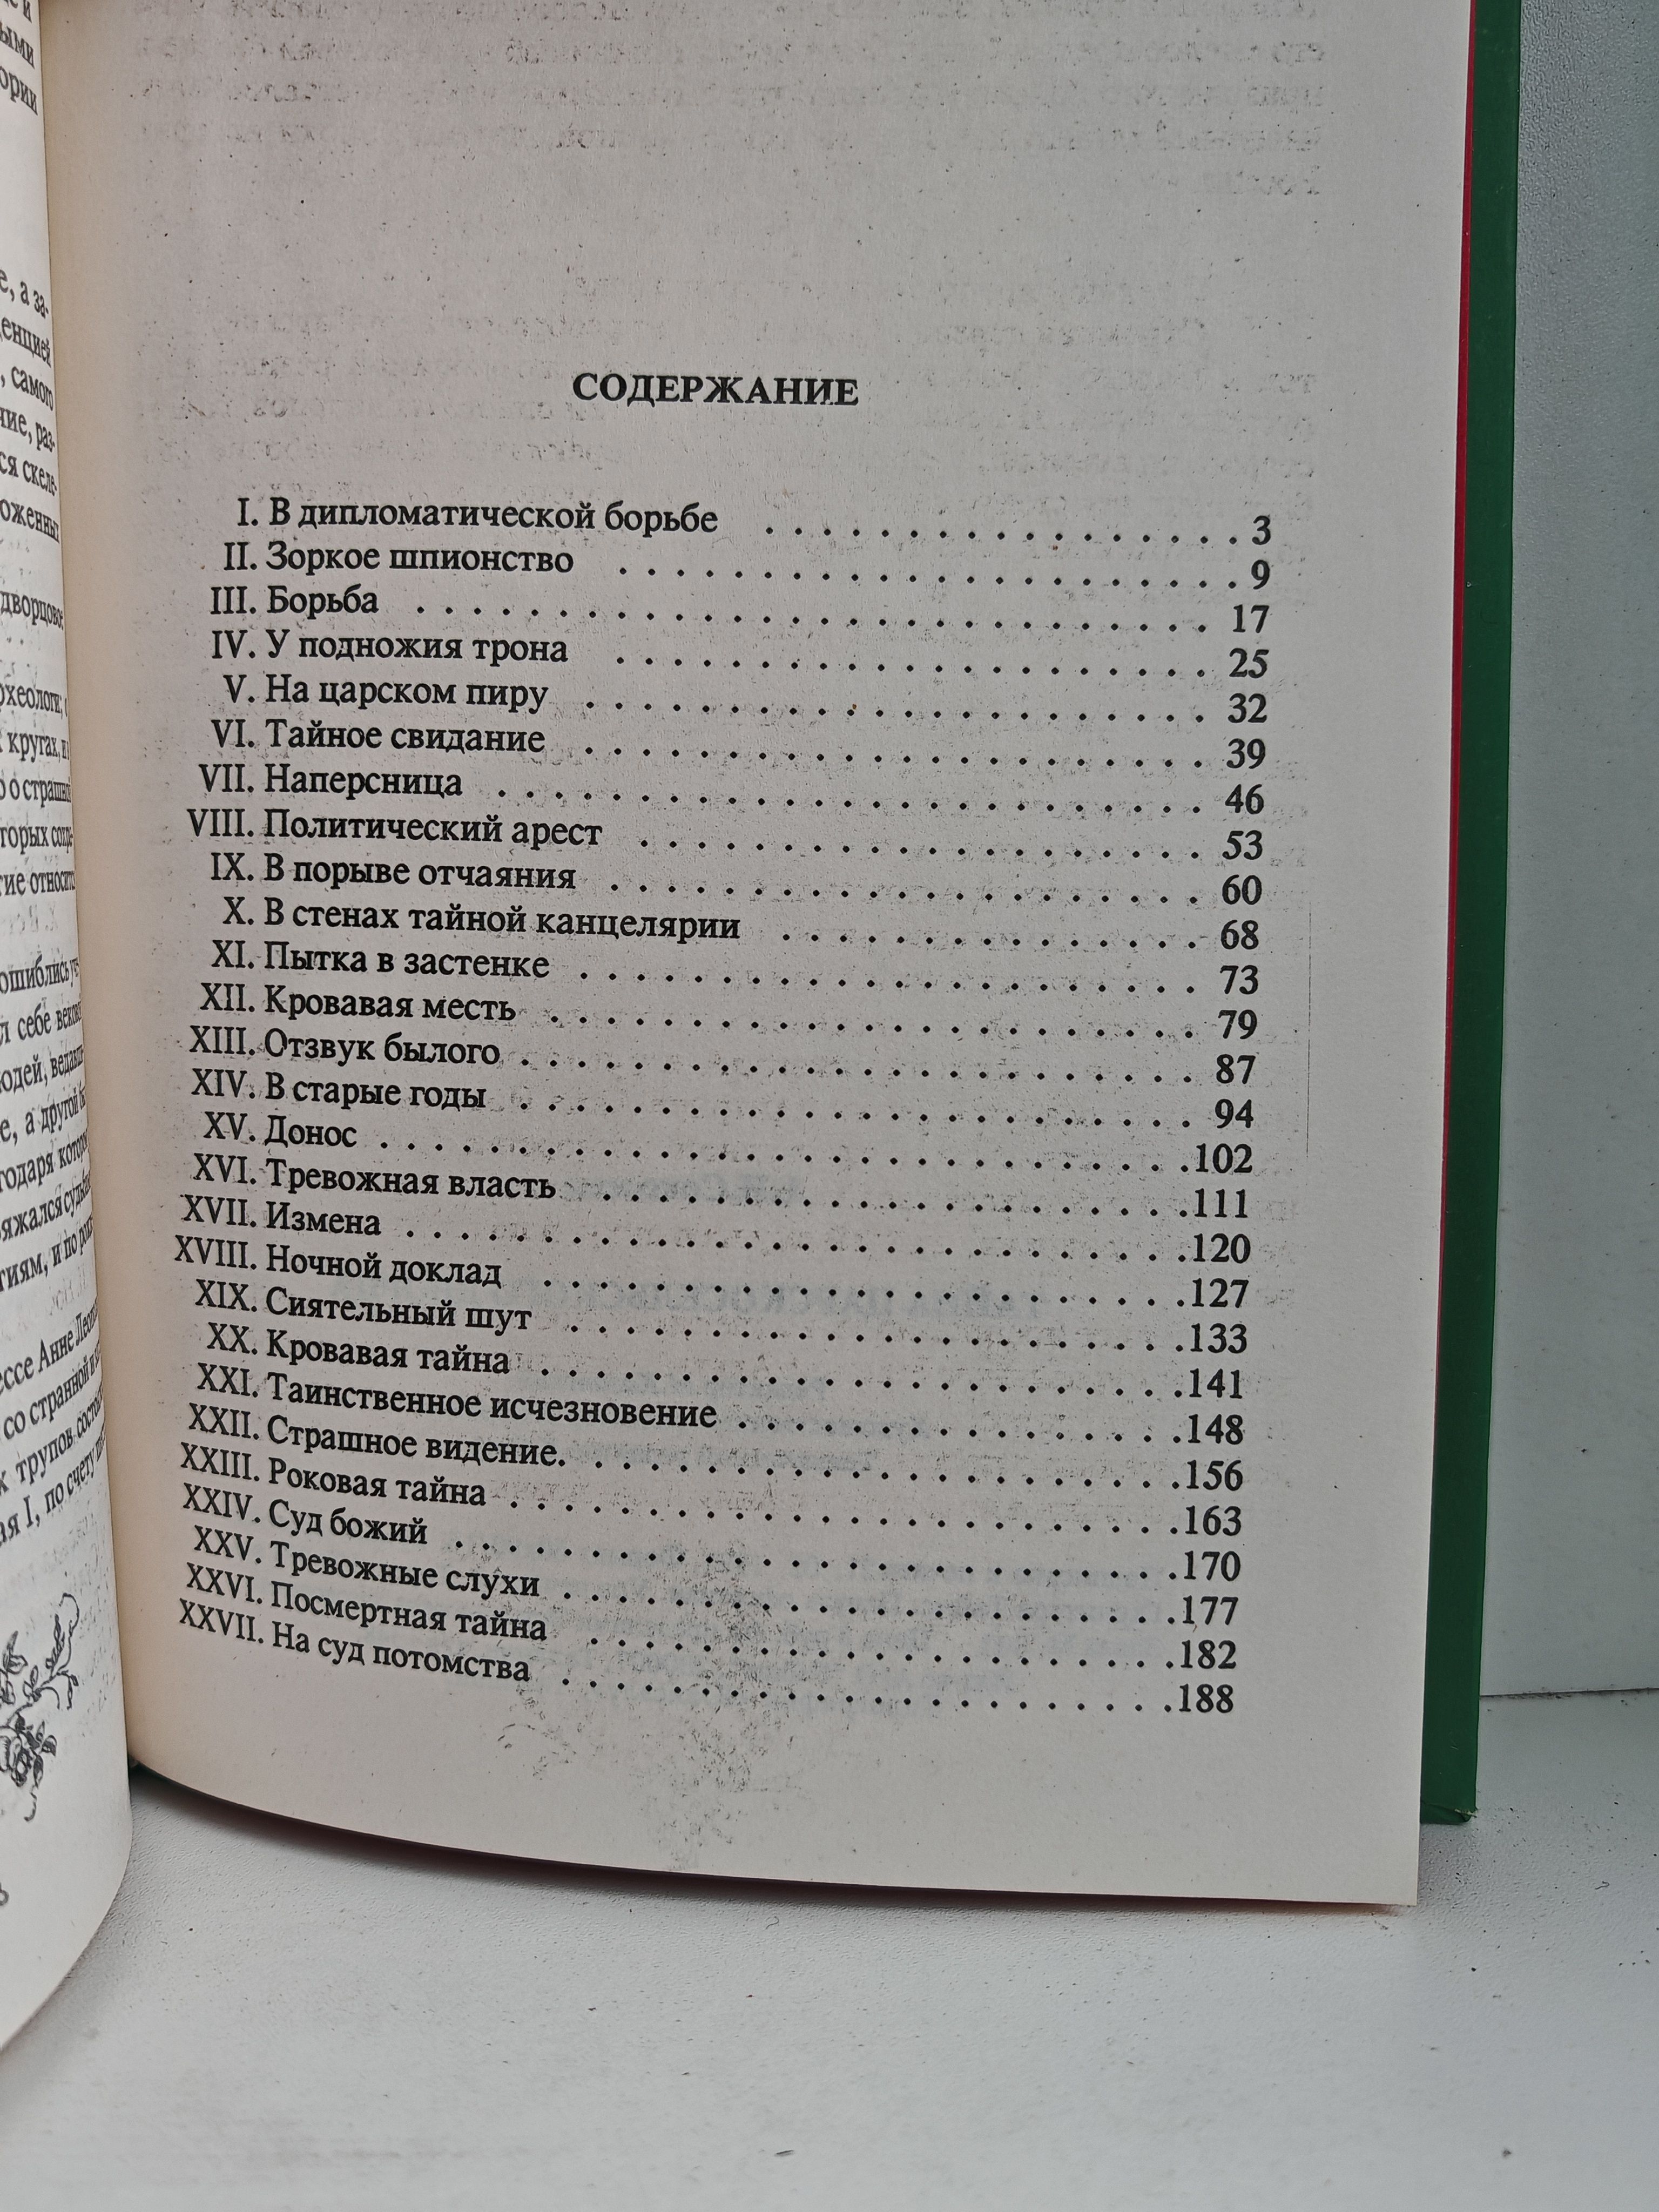 СОДЕРЖАНИЕ
I. В дипломатической борьбе . . . . . . . . . . . . . . . . . 3
II. Зоркое шпионство . . . . . . . . . . . . . . . . . . . . . . 9
III. Борьба . . . . . . . . . . . . . . . . . . . . . . . . . . . . 17
IV. У подножия трона . . . . . . . . . . . . . . . . . . . . . 25
V. На царском пиру . . . . . . . . . . . . . . . . . . . . . . 32
VI. Тайное свидание . . . . . . . . . . . . . . . . . . . . . . 39
VII. Наперсница . . . . . . . . . . . . . . . . . . . . . . . . . 46
VIII. Политический арест . . . . . . . . . . . . . . . . . . . . 53
IX. В порыве отчаяния . . . . . . . . . . . . . . . . . . . . . 60
X. В стенах тайной канцелярии . . . . . . . . . . . . . . . 68
XI. Пытка в застенке . . . . . . . . . . . . . . . . . . . . . . 73
XII. Кровавая месть . . . . . . . . . . . . . . . . . . . . . . . 79
XIII. Отзвук былого . . . . . . . . . . . . . . . . . . . . . . . . 87
XIV. В старые годы . . . . . . . . . . . . . . . . . . . . . . . . 94
XV. Донос . . . . . . . . . . . . . . . . . . . . . . . . . . . . .102
XVI. Тревожная власть . . . . . . . . . . . . . . . . . . . . .111
XVII. Измена . . . . . . . . . . . . . . . . . . . . . . . . . . . .120
XVIII. Ночной доклад . . . . . . . . . . . . . . . . . . . . . . .127
XIX. Сиятельный шут . . . . . . . . . . . . . . . . . . . . . .133
XX. Кровавая тайна . . . . . . . . . . . . . . . . . . . . . . .141
XXI. Таинственное исчезновение . . . . . . . . . . . . . . . .148
XXII. Страшное видение. . . . . . . . . . . . . . . . . . . . . .156
XXIII. Роковая тайна . . . . . . . . . . . . . . . . . . . . . . . .163
XXIV. Суд божий . . . . . . . . . . . . . . . . . . . . . . . . . .170
XXV. Тревожные слухи . . . . . . . . . . . . . . . . . . . . . .177
XXVI. Посмертная тайна . . . . . . . . . . . . . . . . . . . . .182
XXVII. На суд потомства . . . . . . . . . . . . . . . . . . . . . .188